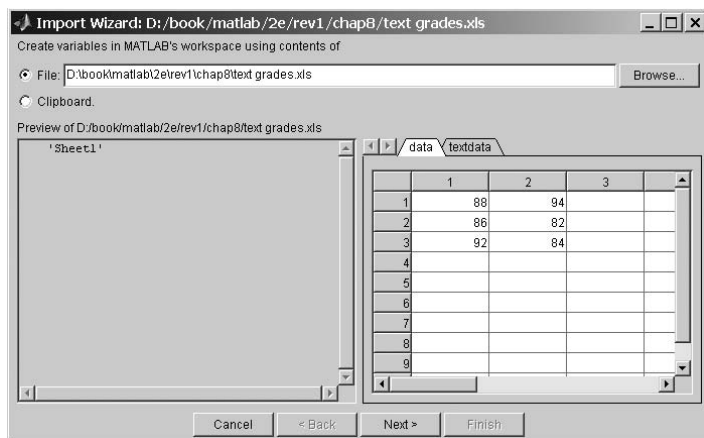 Import Wizard: D:/book/matlab/2e/rev1/chap8/text grades.xls
Create variables in MATLAB's workspace using contents of
File: D:\book\matlab\2e\rev1\chap8\text grades.xls Browse...
Clipboard.
Preview of D:/book/matlab/2e/rev1/chap8/text grades.xls
'Sheet1'
data textdata
1 2 3
1 88 94
2 86 82
3 92 84
4
5
6
7
8
9
Cancel < Back Next > Finish